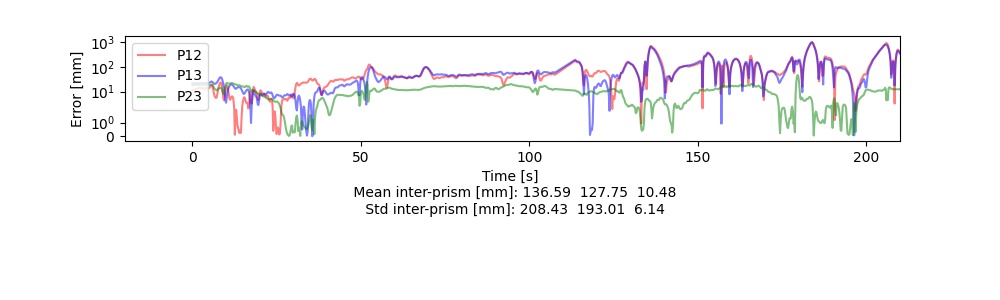 P12
P13
P23
Error [mm]
10³
10²
10¹
10⁰
0
0 50 100 150 200
Time [s]
Mean inter-prism [mm]: 136.59 127.75 10.48
Std inter-prism [mm]: 208.43 193.01 6.14